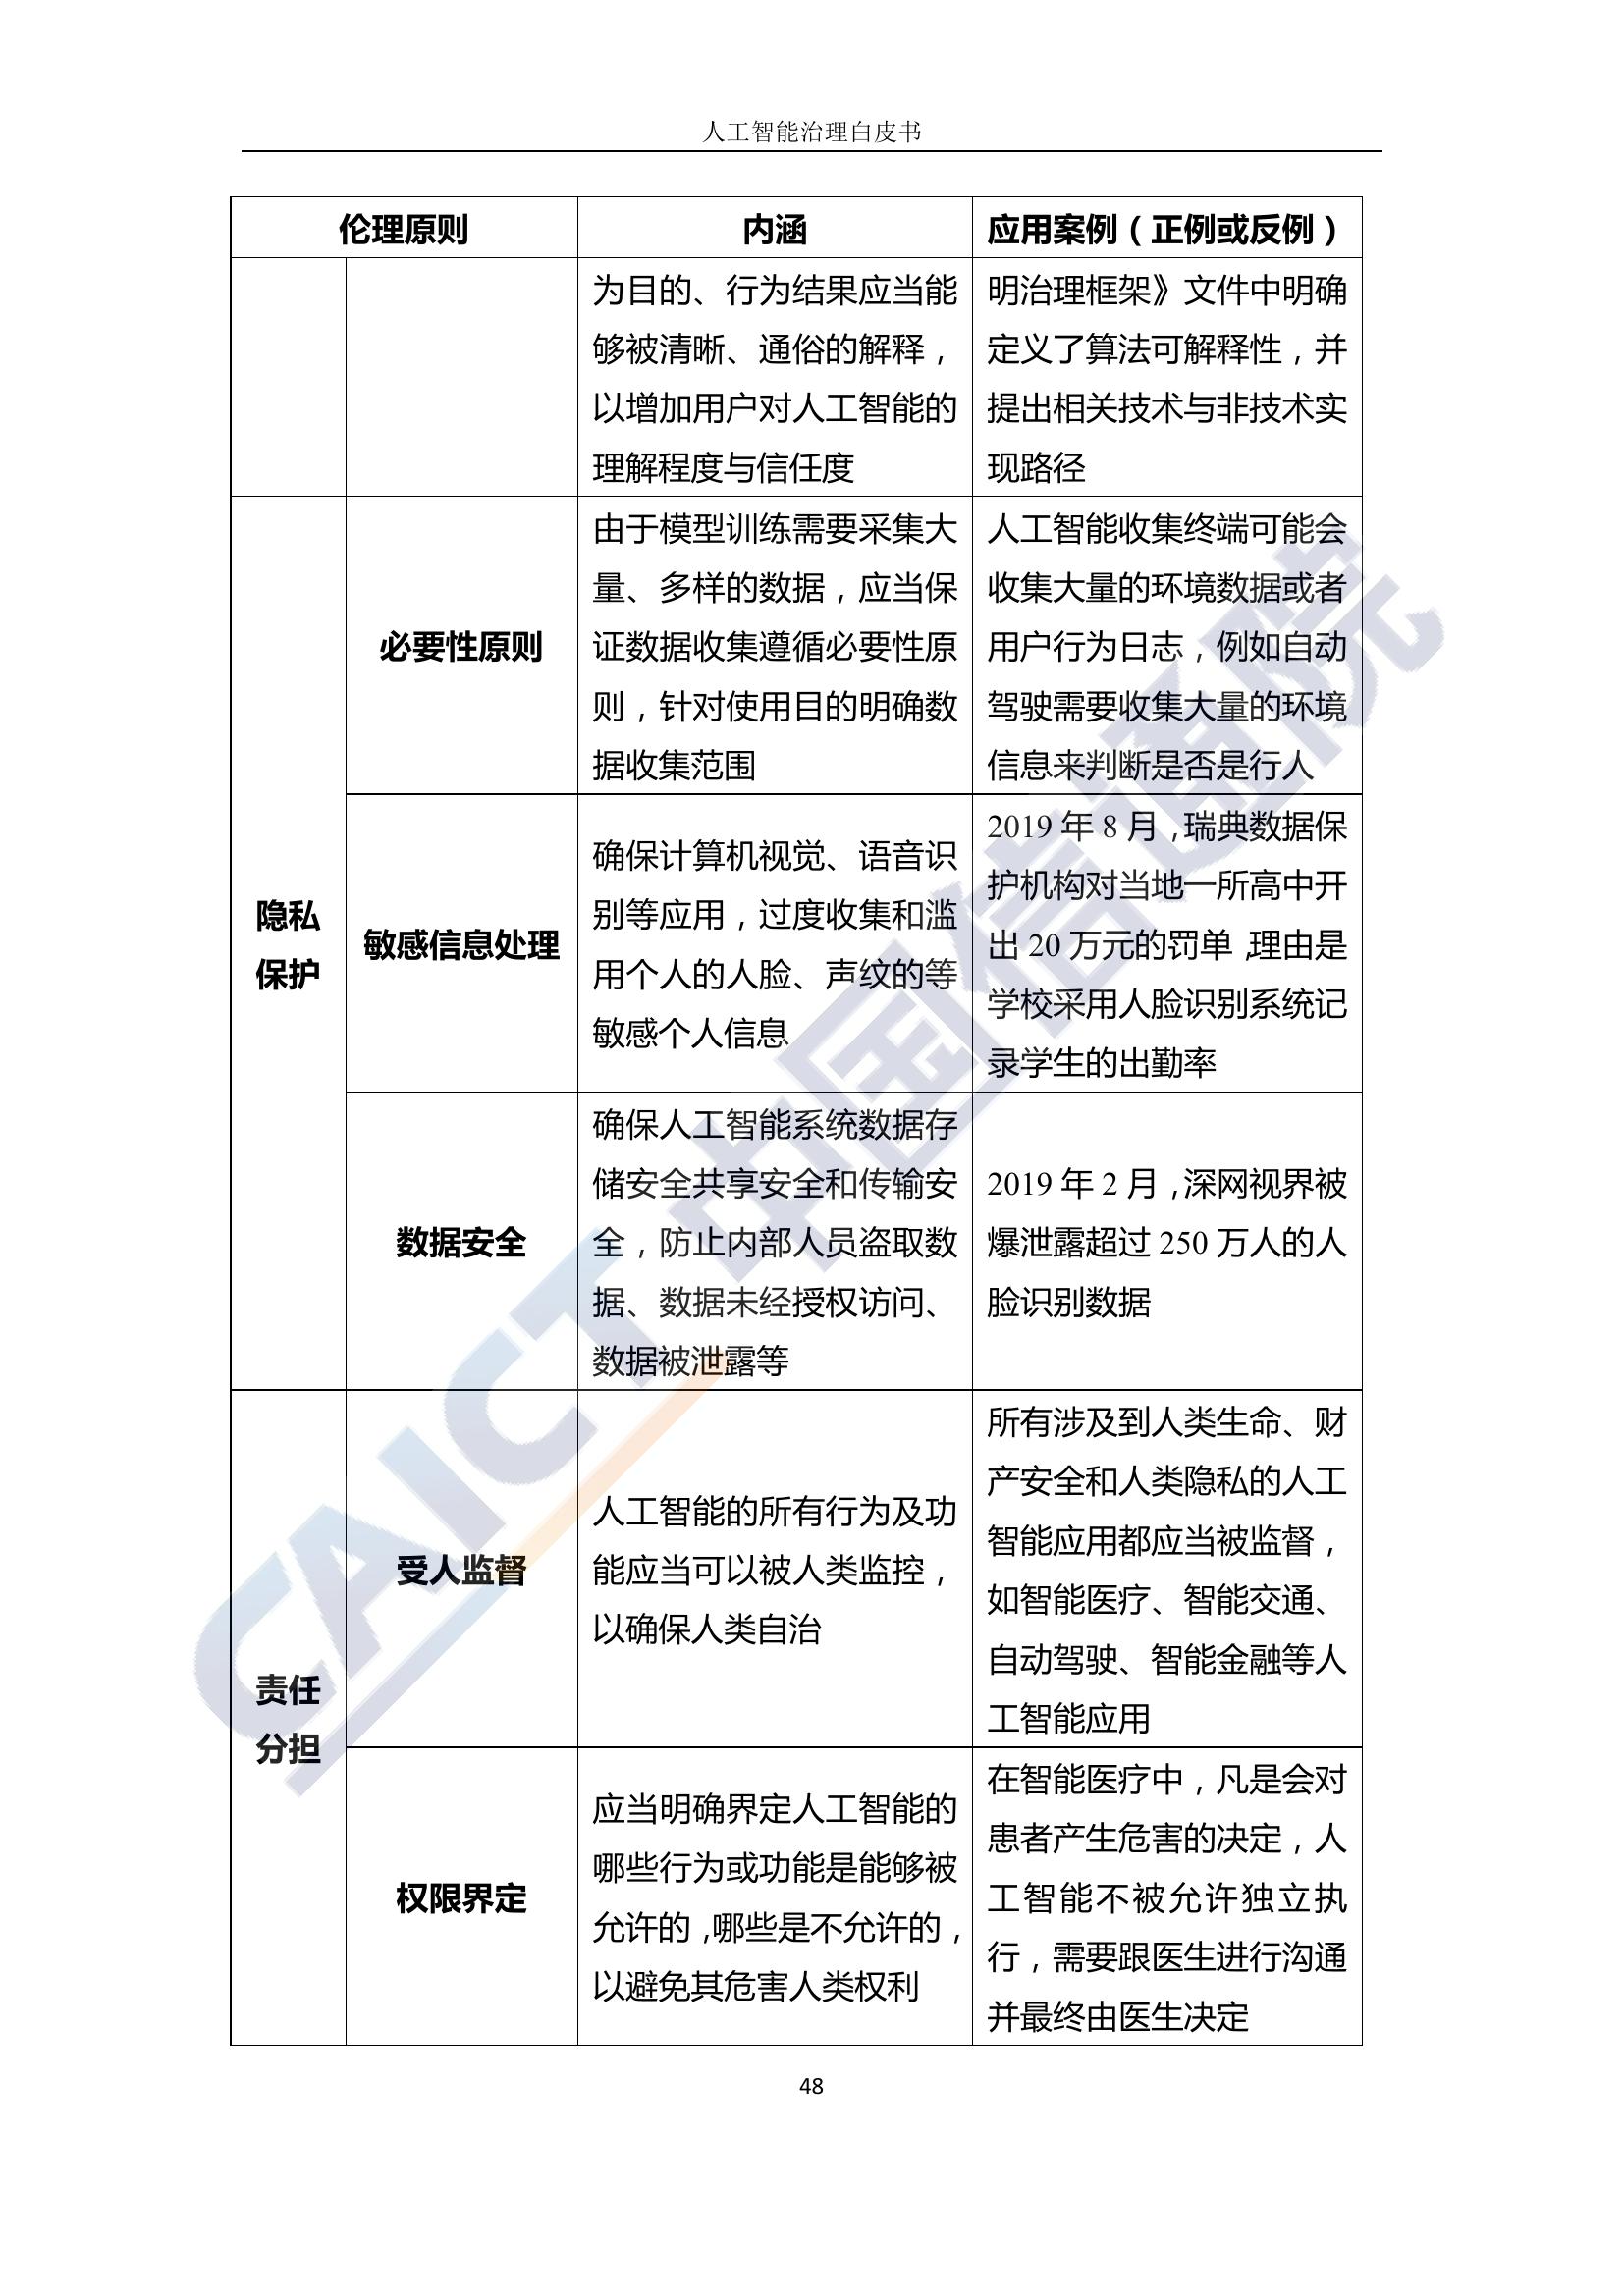 人工智能治理白皮书
伦理原则
内涵
应用案例（正例或反例）
为目的、行为结果应当能
够被清晰、通俗的解释，
以增加用户对人工智能的
理解程度与信任度
明治理框架》文件中明确
定义了算法可解释性，并
提出相关技术与非技术实
现路径
隐私
保护
必要性原则
由于模型训练需要采集大
量、多样的数据，应当保
证数据收集遵循必要性原
则，针对使用目的明确数
据收集范围
人工智能收集终端可能会
收集大量的环境数据或者
用户行为日志，例如自动
驾驶需要收集大量的环境
信息来判断是否是行人
敏感信息处理
确保计算机视觉、语音识
别等应用，过度收集和滥
用个人的人脸、声纹的等
敏感个人信息
2019 年 8 月，瑞典数据保
护机构对当地一所高中开
出 20 万元的罚单，理由是
学校采用人脸识别系统记
录学生的出勤率
数据安全
确保人工智能系统数据存
储安全共享安全和传输安
全，防止内部人员盗取数
据、数据未经授权访问、
数据被泄露等
2019 年 2 月，深网视界被
爆泄露超过 250 万人的人
脸识别数据
责任
分担
受人监督
人工智能的所有行为及功
能应当可以被人类监控，
以确保人类自治
所有涉及到人类生命、财
产安全和人类隐私的人工
智能应用都应当被监督，
如智能医疗、智能交通、
自动驾驶、智能金融等人
工智能应用
权限界定
应当明确界定人工智能的
哪些行为或功能是能够被
允许的，哪些是不允许的，
以避免其危害人类权利
在智能医疗中，凡是会对
患者产生危害的决定，人
工智能不被允许独立执
行，需要跟医生进行沟通
并最终由医生决定
CAICT 中国信通院
48